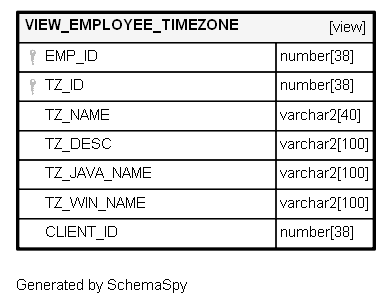 VIEW_EMPLOYEE_TIMEZONE [view]
EMP_ID number[38]
TZ_ID number[38]
TZ_NAME varchar2[40]
TZ_DESC varchar2[100]
TZ_JAVA_NAME varchar2[100]
TZ_WIN_NAME varchar2[100]
CLIENT_ID number[38]
Generated by SchemaSpy